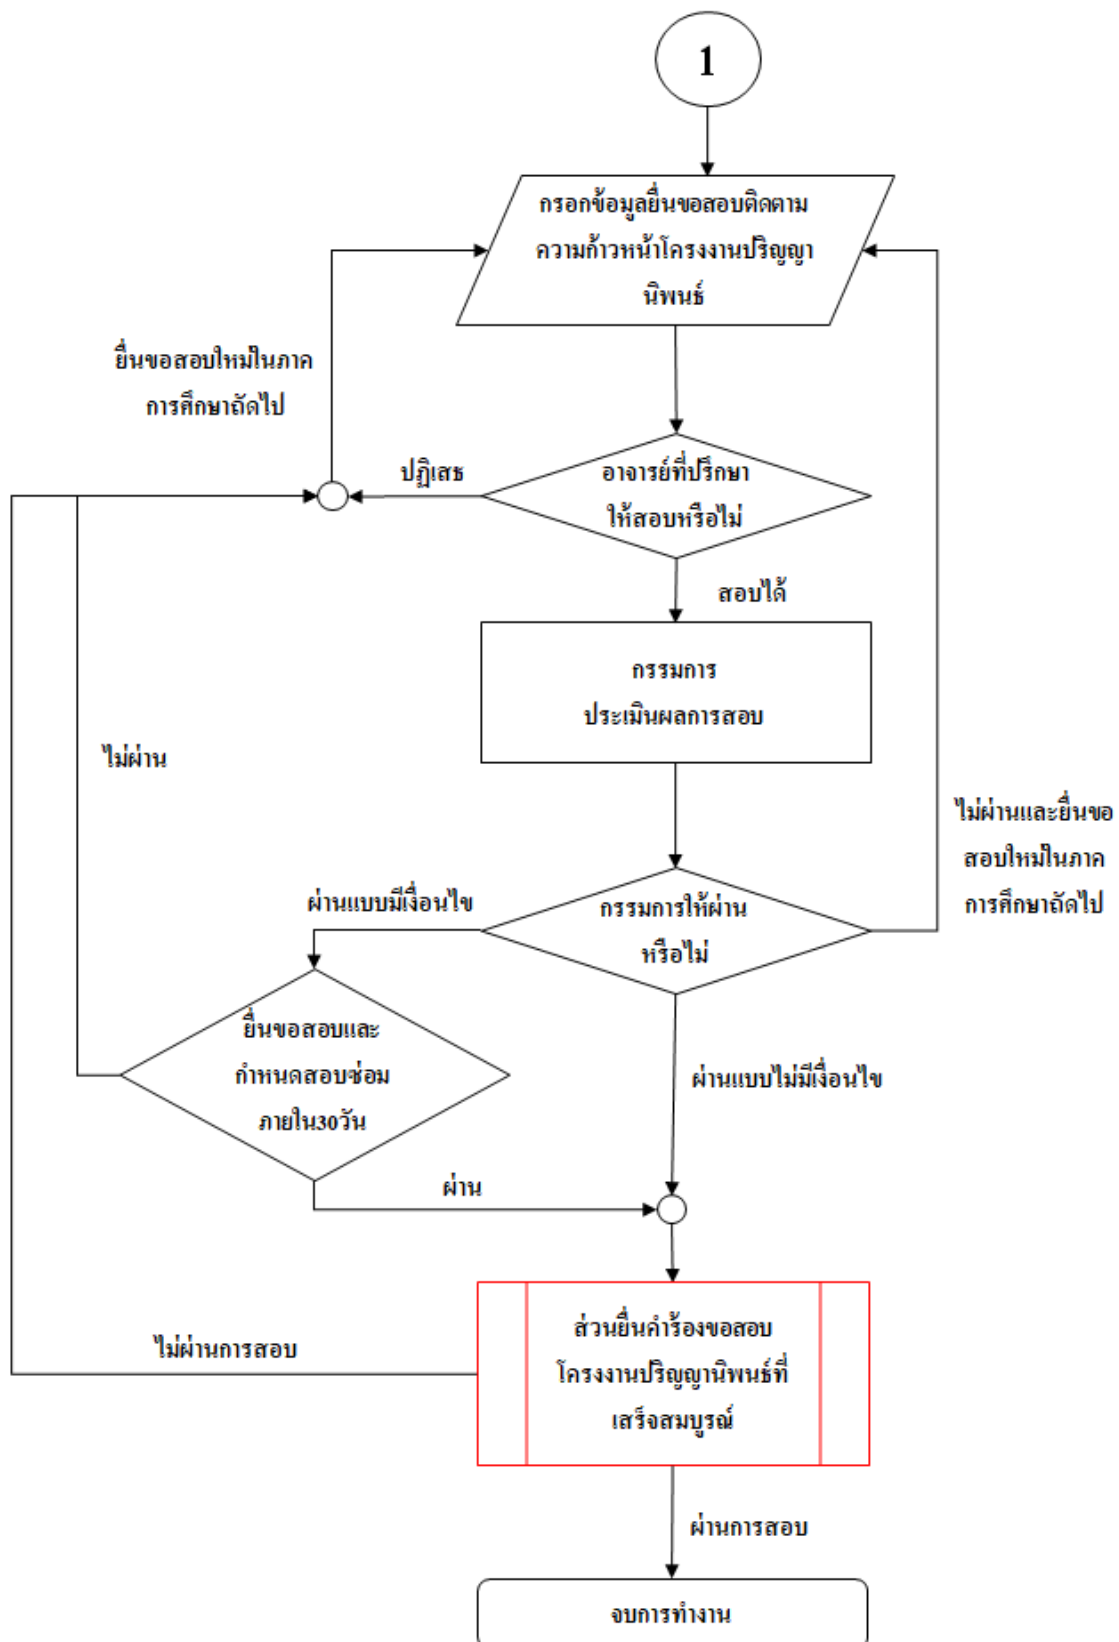 1
กรอกข้อมูลยื่นขอสอบติดตาม
ความก้าวหน้าโครงงานปริญญา
นิพนธ์
ยื่นขอสอบใหม่ในภาค
การศึกษาถัดไป
ปฏิเสธ
อาจารย์ที่ปรึกษา
ให้สอบหรือไม่
สอบได้
กรรมการ
ประเมินผลการสอบ
ไม่ผ่าน
ไม่ผ่านและยื่นขอ
สอบใหม่ในภาค
การศึกษาถัดไป
ผ่านแบบมีเงื่อนไข
กรรมการให้ผ่าน
หรือไม่
ยื่นขอสอบและ
กำหนดสอบซ่อม
ภายใน30วัน
ผ่านแบบไม่มีเงื่อนไข
ผ่าน
ไม่ผ่านการสอบ
ส่วนยื่นคำร้องขอสอบ
โครงงานปริญญานิพนธ์ที่
เสร็จสมบูรณ์
ผ่านการสอบ
จบการทำงาน